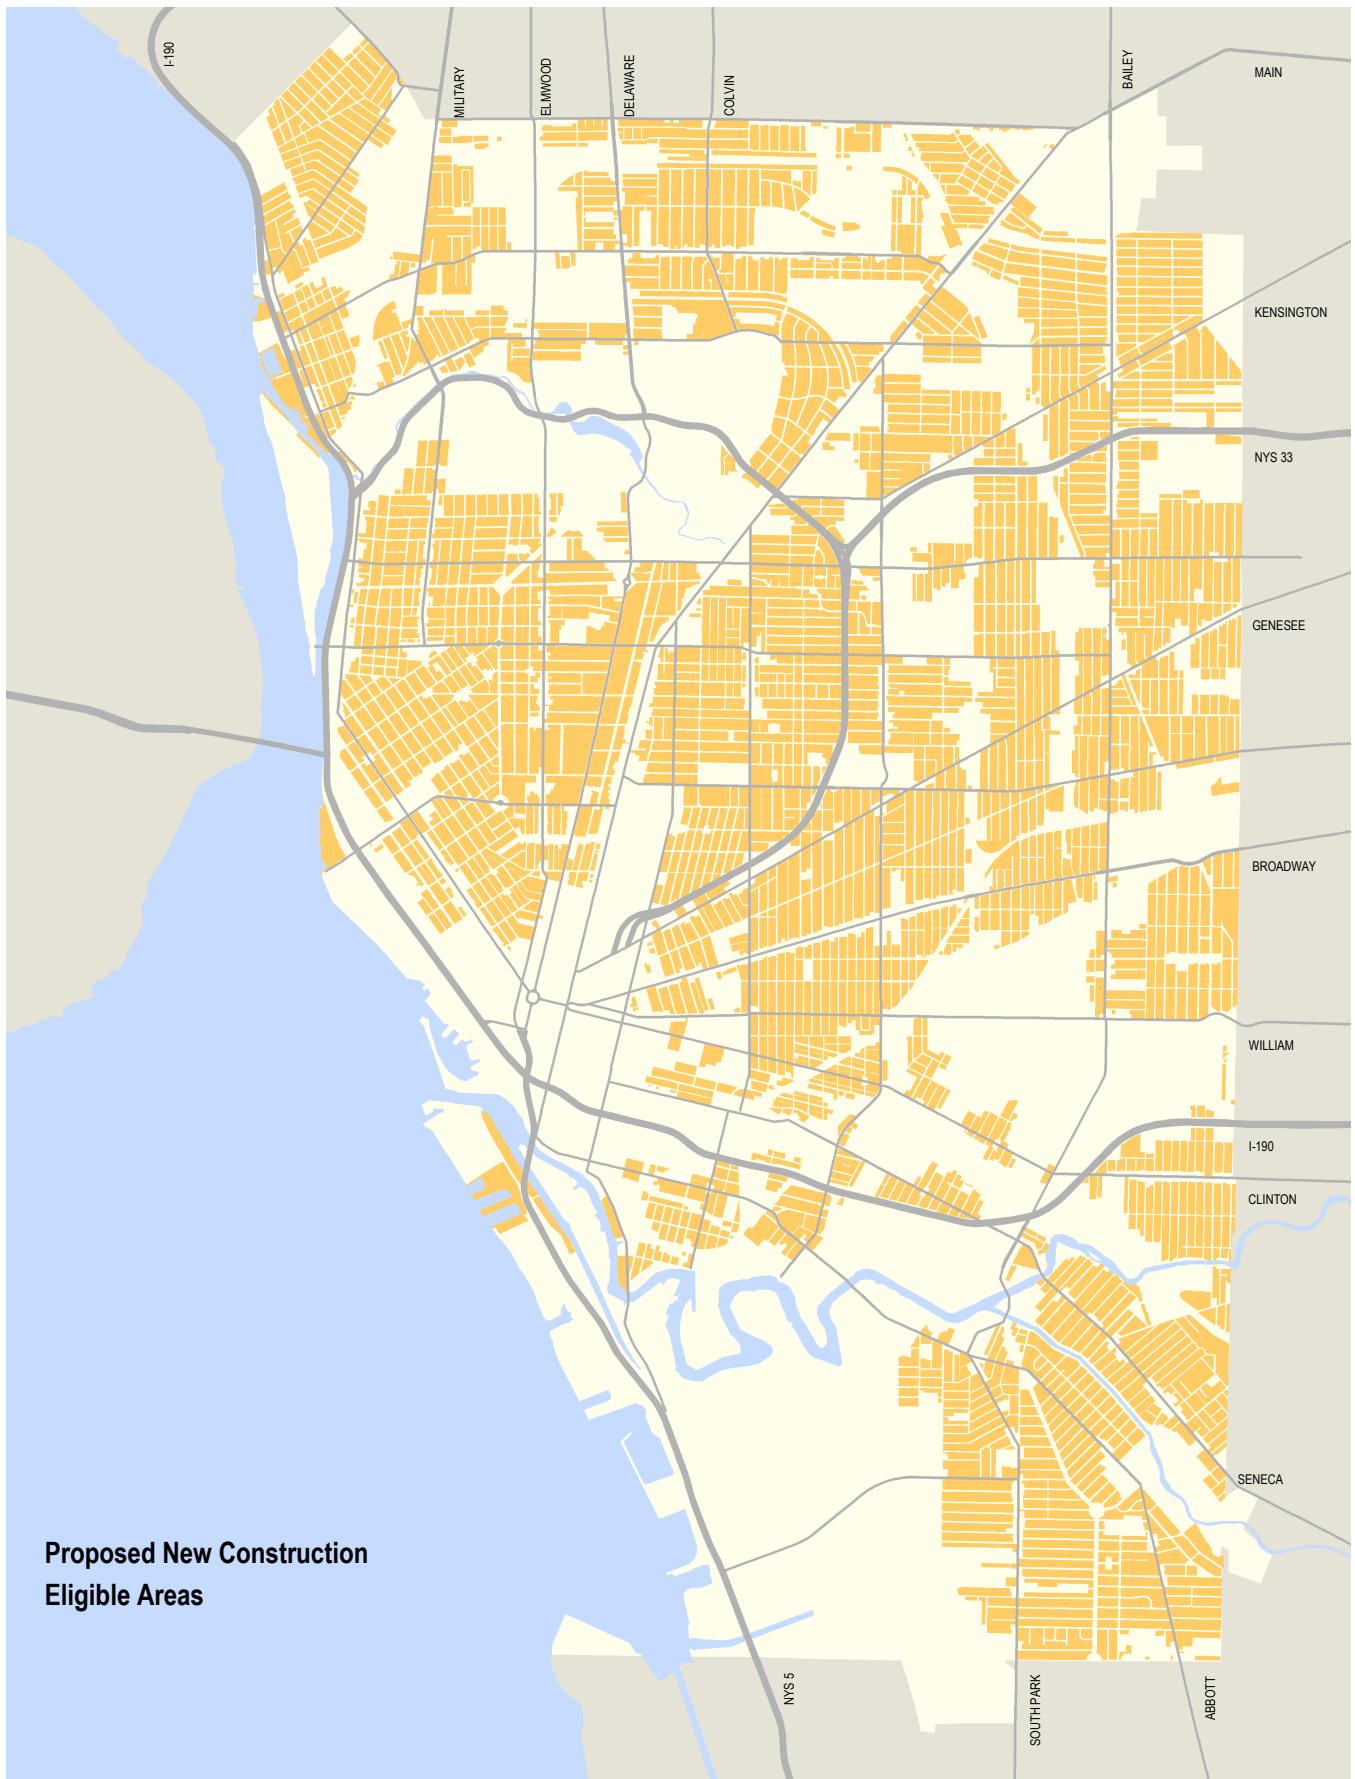 I-190
MILITARY
ELMWOOD
DELAWARE
COLVIN
BAILEY
MAIN
KENSINGTON
NYS 33
GENESEE
BROADWAY
WILLIAM
I-190
CLINTON
SENECA
Proposed New Construction
Eligible Areas
NYS 5
SOUTH PARK
ABBOTT